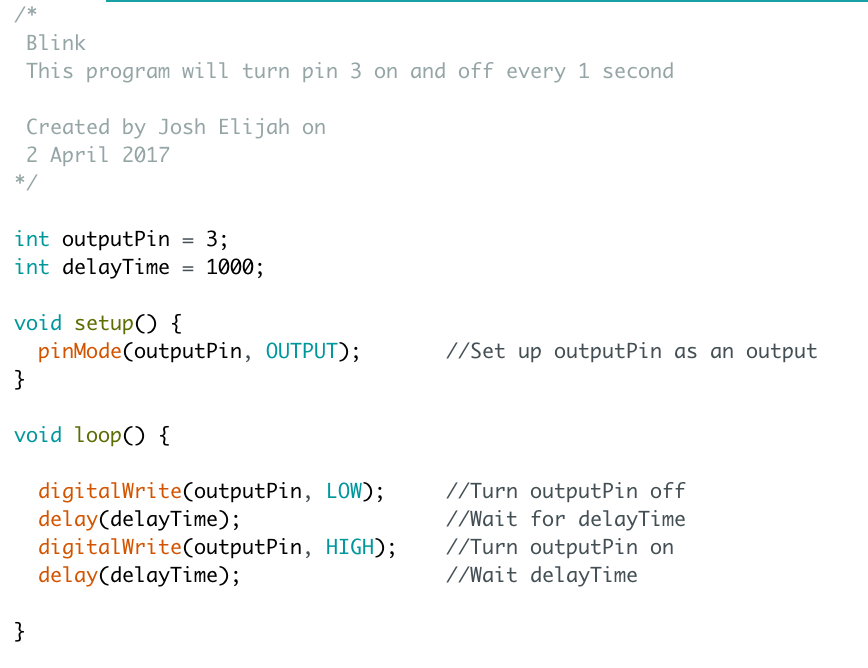 /*
 Blink
 This program will turn pin 3 on and off every 1 second

 Created by Josh Elijah on
 2 April 2017
*/

int outputPin = 3;
int delayTime = 1000;

void setup() {
  pinMode(outputPin, OUTPUT);       //Set up outputPin as an output
}

void loop() {

  digitalWrite(outputPin, LOW);     //Turn outputPin off
  delay(delayTime);                 //Wait for delayTime
  digitalWrite(outputPin, HIGH);    //Turn outputPin on
  delay(delayTime);                 //Wait delayTime

}